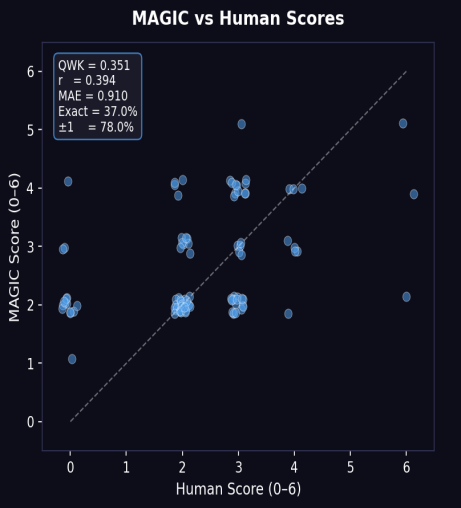 MAGIC vs Human Scores
QWK = 0.351
r = 0.394
MAE = 0.910
Exact = 37.0%
±1 = 78.0%
6
5
4
3
2
1
0
MAGIC Score (0–6)
0 1 2 3 4 5 6
Human Score (0–6)